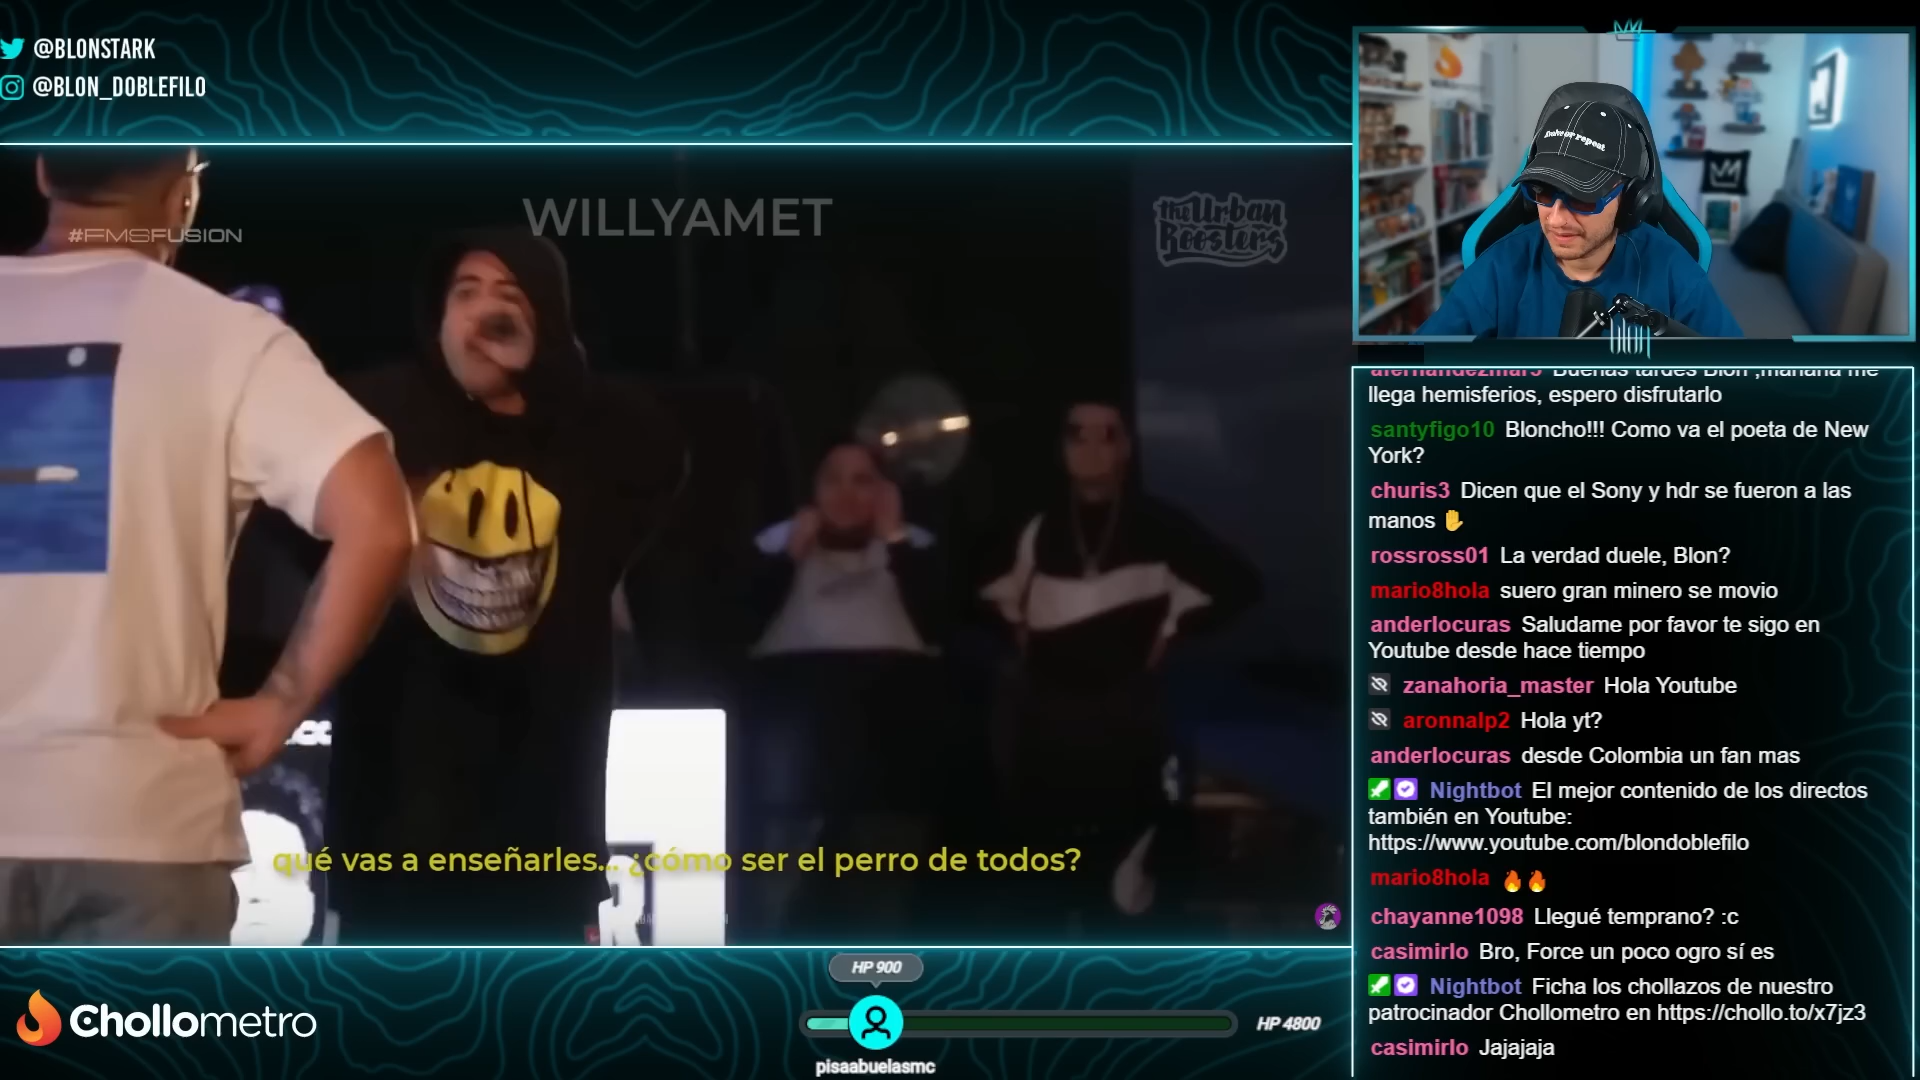 @BLONSTARK
@BLON_DOBLEFILO
#FMSFUSION
WILLYAMET
the Urban
Roosters
qué vas a enseñarles... ¿cómo ser el perro de todos?
HP 900
HP 4800
pisaabuelasmc
Chollometro
Buenas tardes Blon ,mañana me
llega hemisferios, espero disfrutarlo
santyfigo10 Bloncho!!! Como va el poeta de New
York?
churis3 Dicen que el Sony y hdr se fueron a las
manos ✋
rossross01 La verdad duele, Blon?
mario8hola suero gran minero se movio
anderlocuras Saludame por favor te sigo en
Youtube desde hace tiempo
zanahoria_master Hola Youtube
aronnalp2 Hola yt?
anderlocuras desde Colombia un fan mas
Nightbot El mejor contenido de los directos
también en Youtube:
https://www.youtube.com/blondoblefilo
mario8hola 🔥🔥
chayanne1098 Llegué temprano? :c
casimirlo Bro, Force un poco ogro sí es
Nightbot Ficha los chollazos de nuestro
patrocinador Chollometro en https://chollo.to/x7jz3
casimirlo Jajajaja